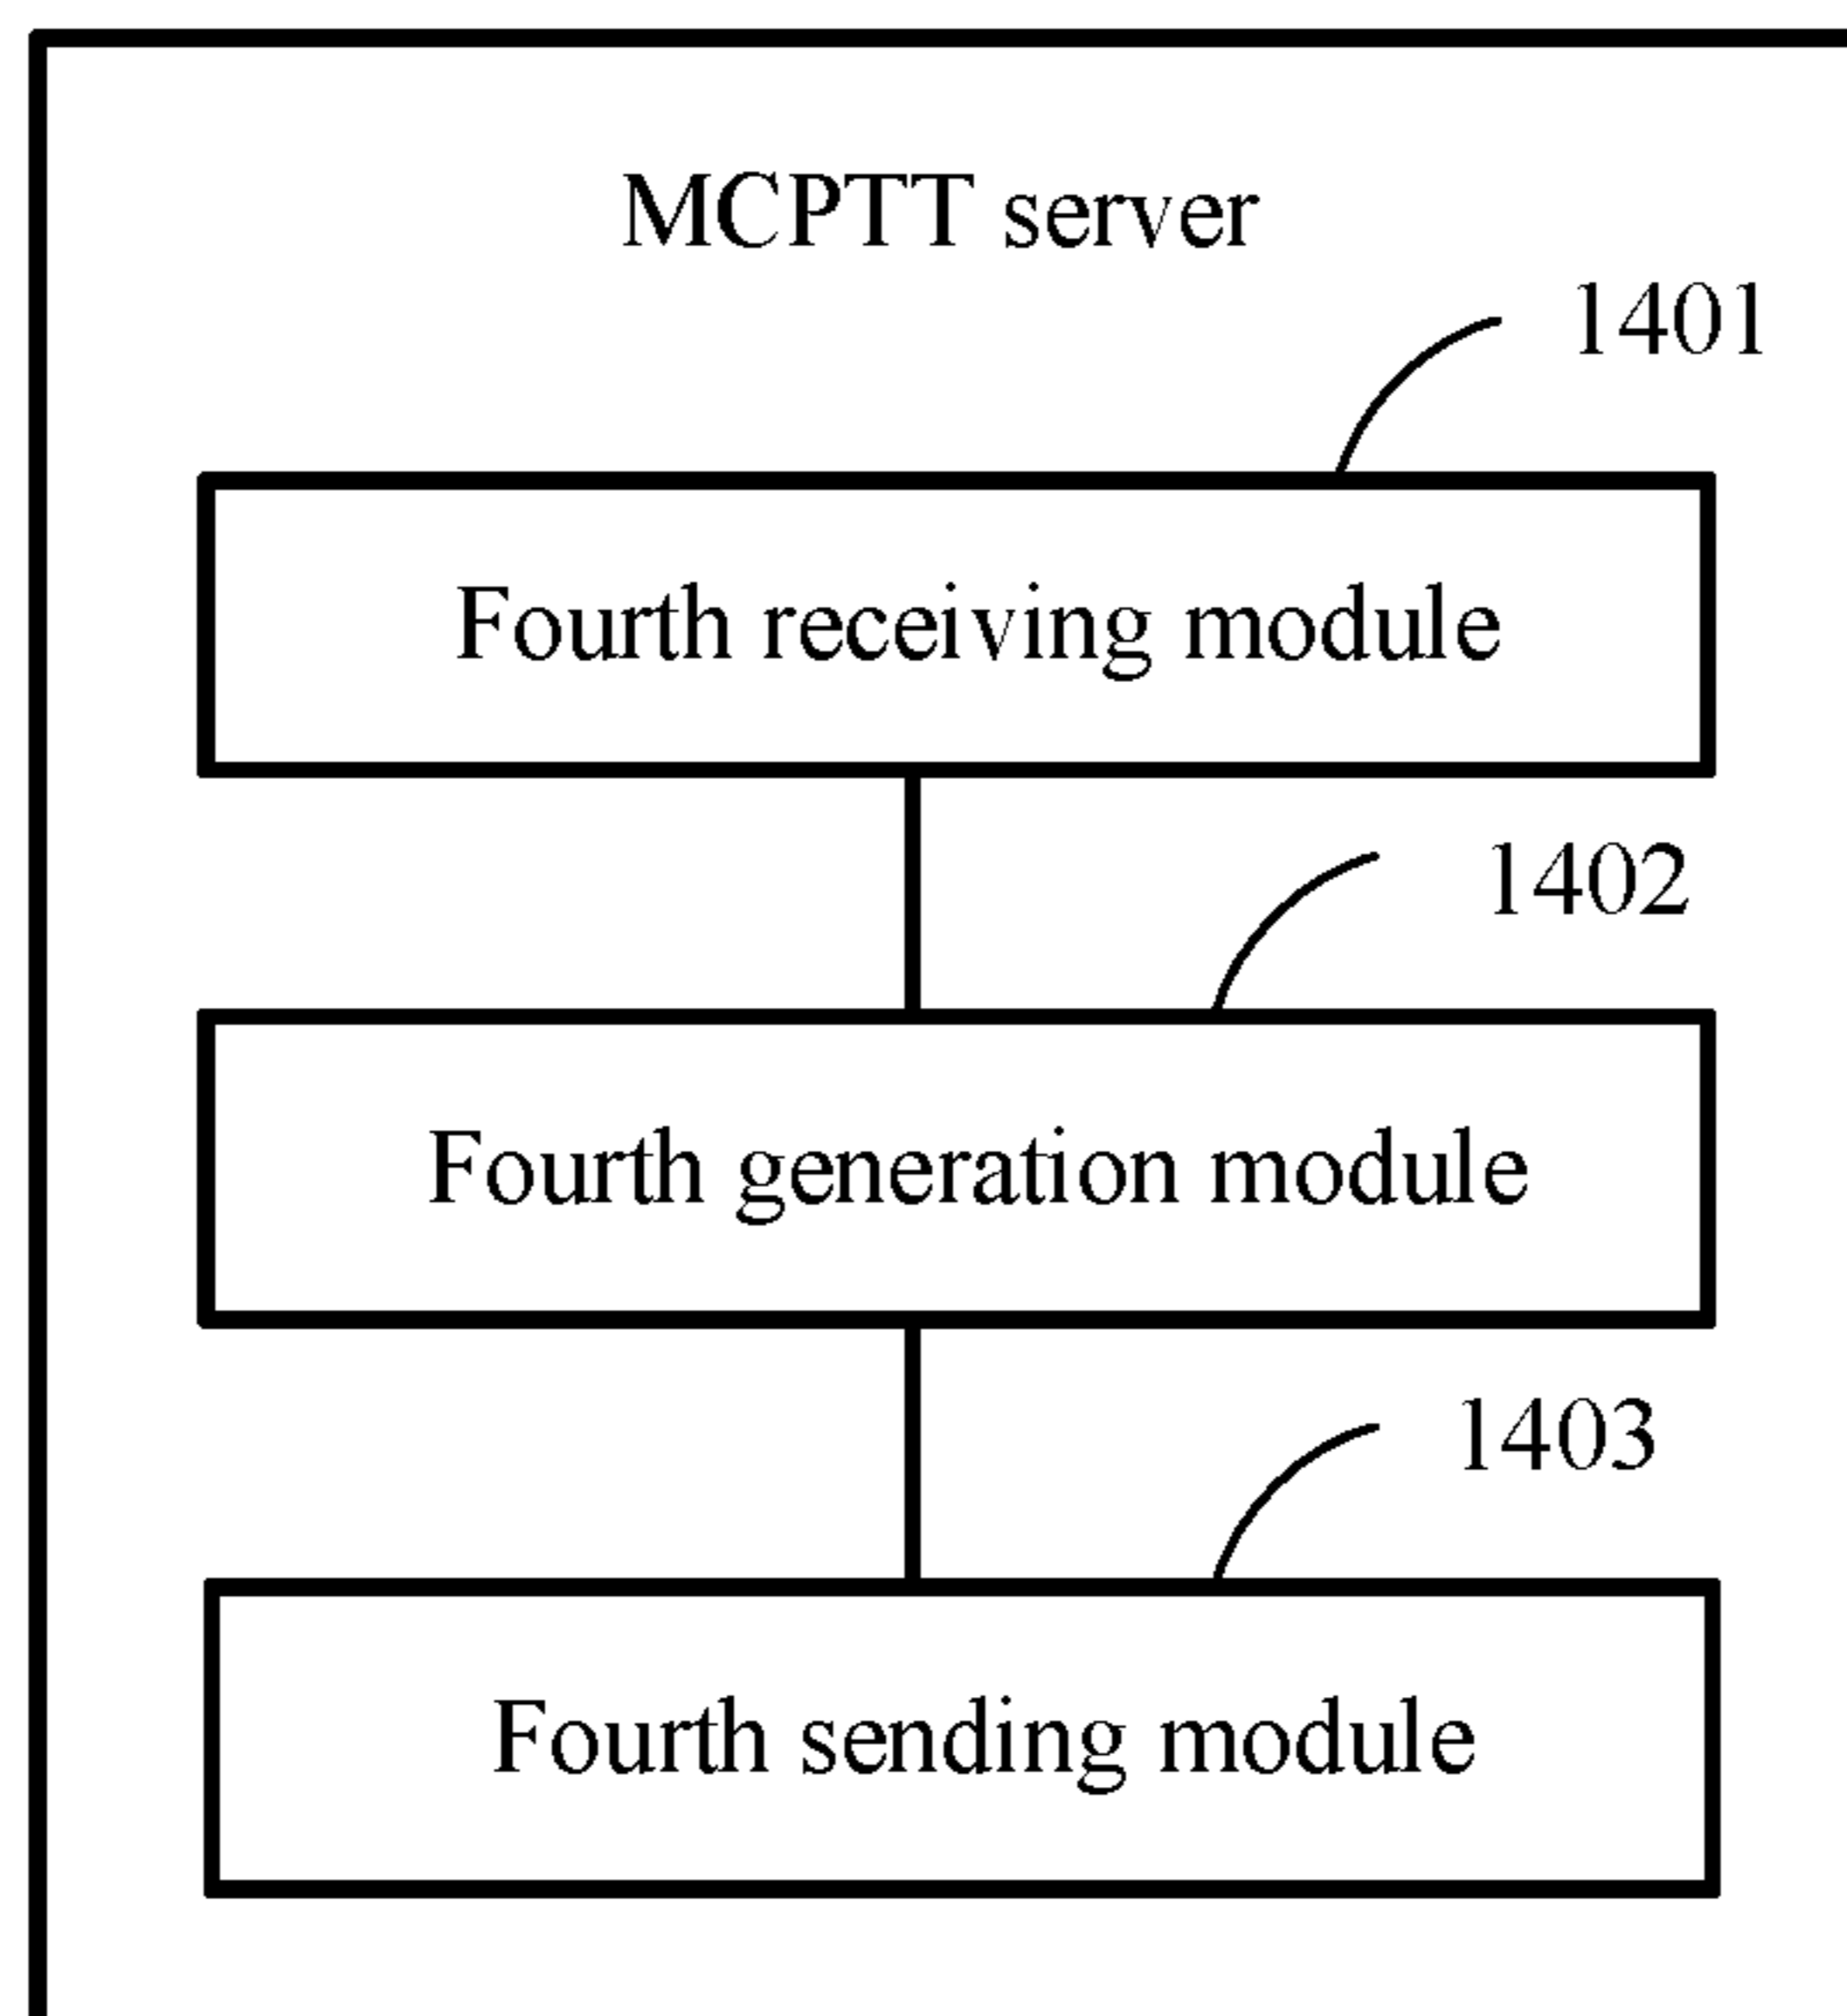 MCPTT server
1401
Fourth receiving module
1402
Fourth generation module
1403
Fourth sending module